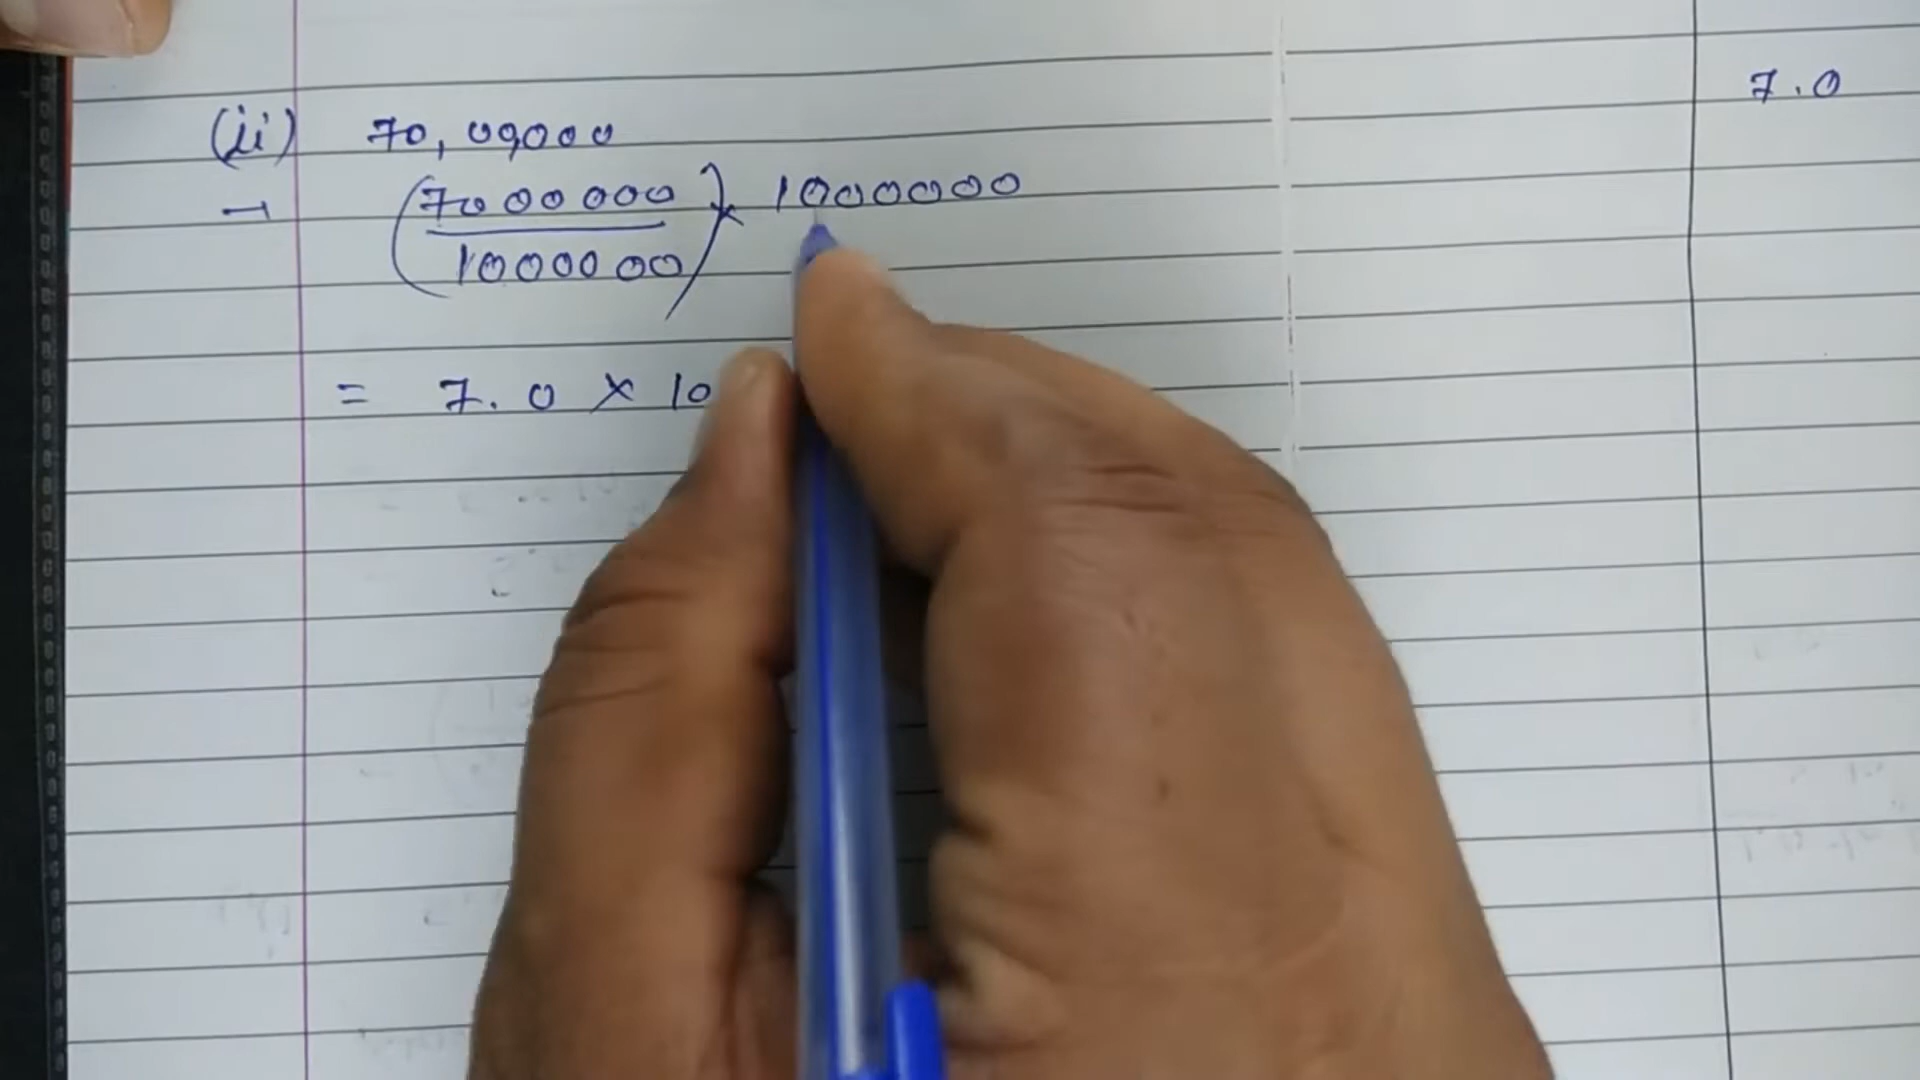 (ii) 70,00000
7.0
→ (7000000 × 1000000
1000000)
= 7.0 × 10